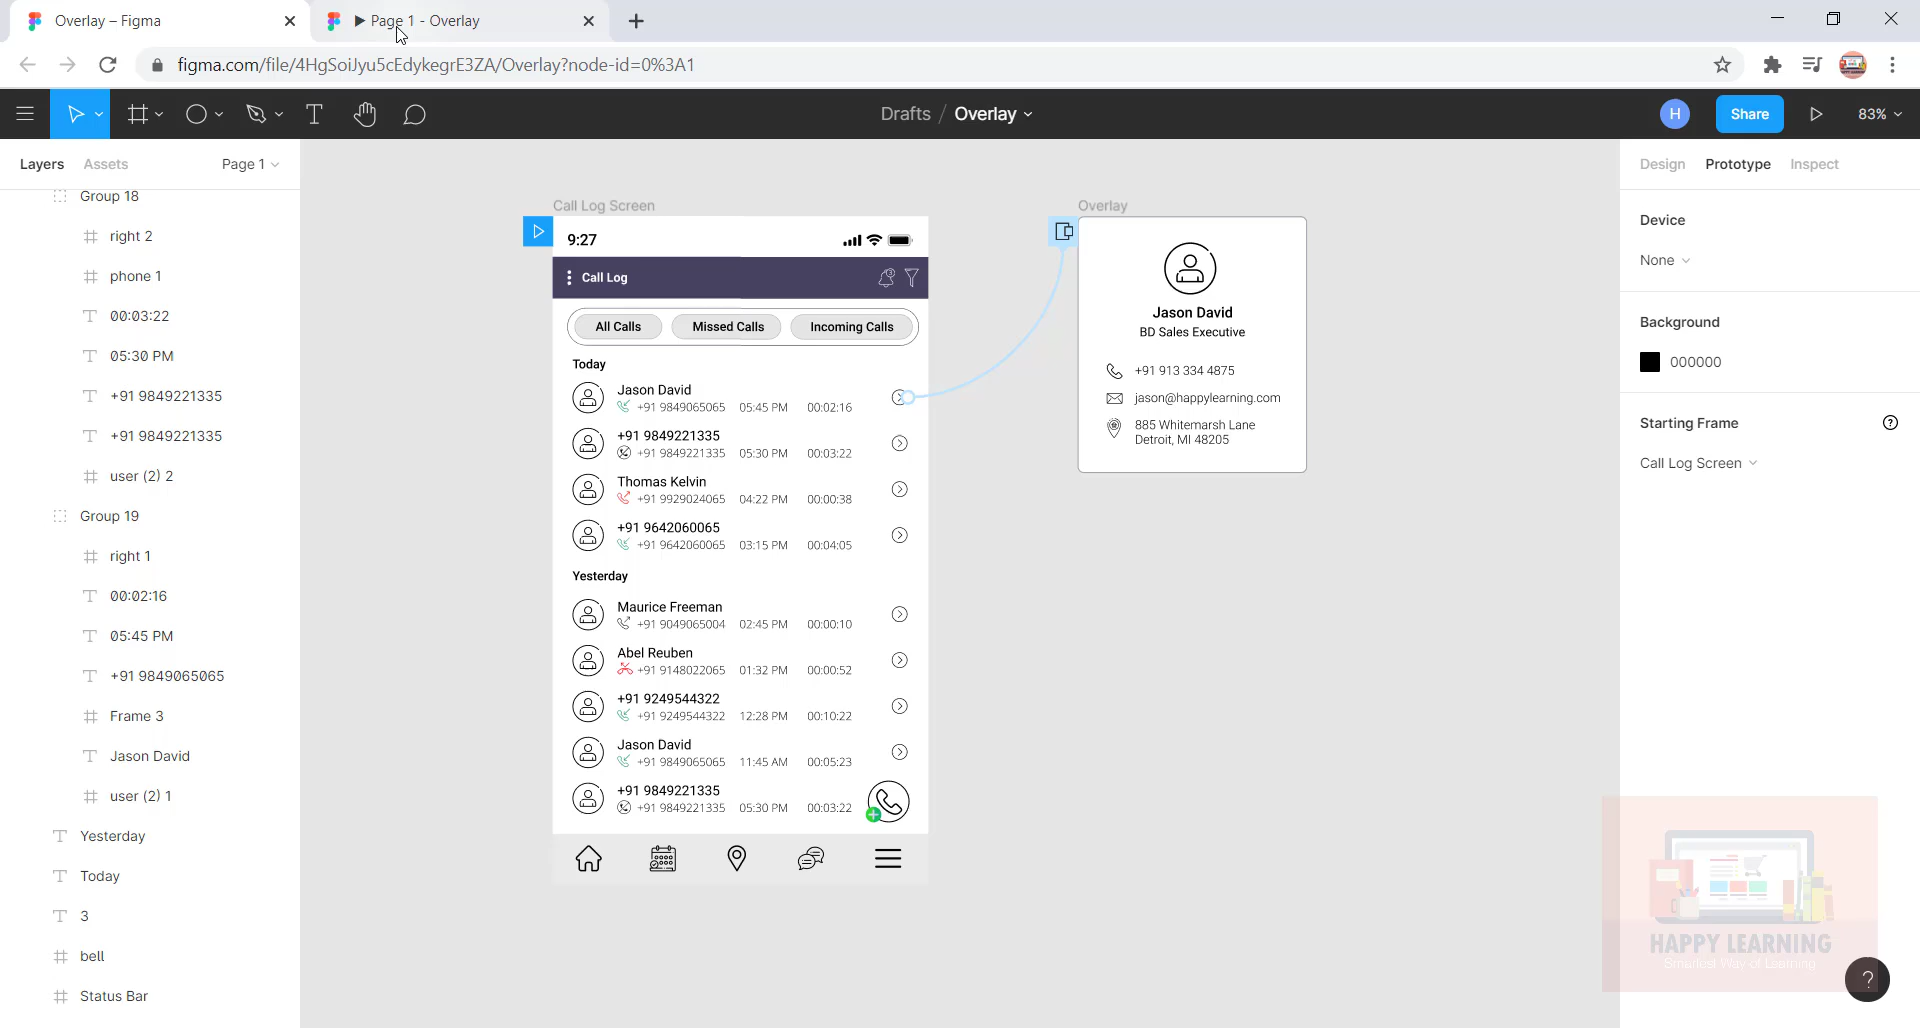 Overlay – Figma
Page 1 - Overlay
figma.com/file/4HgSoiJyu5cEdykegrE3ZA/Overlay?node-id=0%3A1
Drafts / Overlay
H
Share
83%
Layers
Assets
Page 1
Group 18
right 2
phone 1
00:03:22
05:30 PM
+91 9849221335
+91 9849221335
user (2) 2
Group 19
right 1
00:02:16
05:45 PM
+91 9849065065
Frame 3
Jason David
user (2) 1
Yesterday
Today
3
bell
Status Bar
Call Log Screen
9:27
Call Log
3
All Calls
Missed Calls
Incoming Calls
Today
Jason David
+91 9849065065 05:45 PM 00:02:16
+91 9849221335
+91 9849221335 05:30 PM 00:03:22
Thomas Kelvin
+91 9929024065 04:22 PM 00:00:38
+91 9642060065
+91 9642060065 03:15 PM 00:04:05
Yesterday
Maurice Freeman
+91 9049065004 02:45 PM 00:00:10
Abel Reuben
+91 9148022065 01:32 PM 00:00:52
+91 9249544322
+91 9249544322 12:28 PM 00:10:22
Jason David
+91 9849065065 11:45 AM 00:05:23
+91 9849221335
+91 9849221335 05:30 PM 00:03:22
Overlay
Jason David
BD Sales Executive
+91 913 334 4875
jason@happylearning.com
885 Whitemarsh Lane
Detroit, MI 48205
Design
Prototype
Inspect
Device
None
Background
000000
Starting Frame
?
Call Log Screen
HAPPY LEARNING
Smartest Way of Learning
?